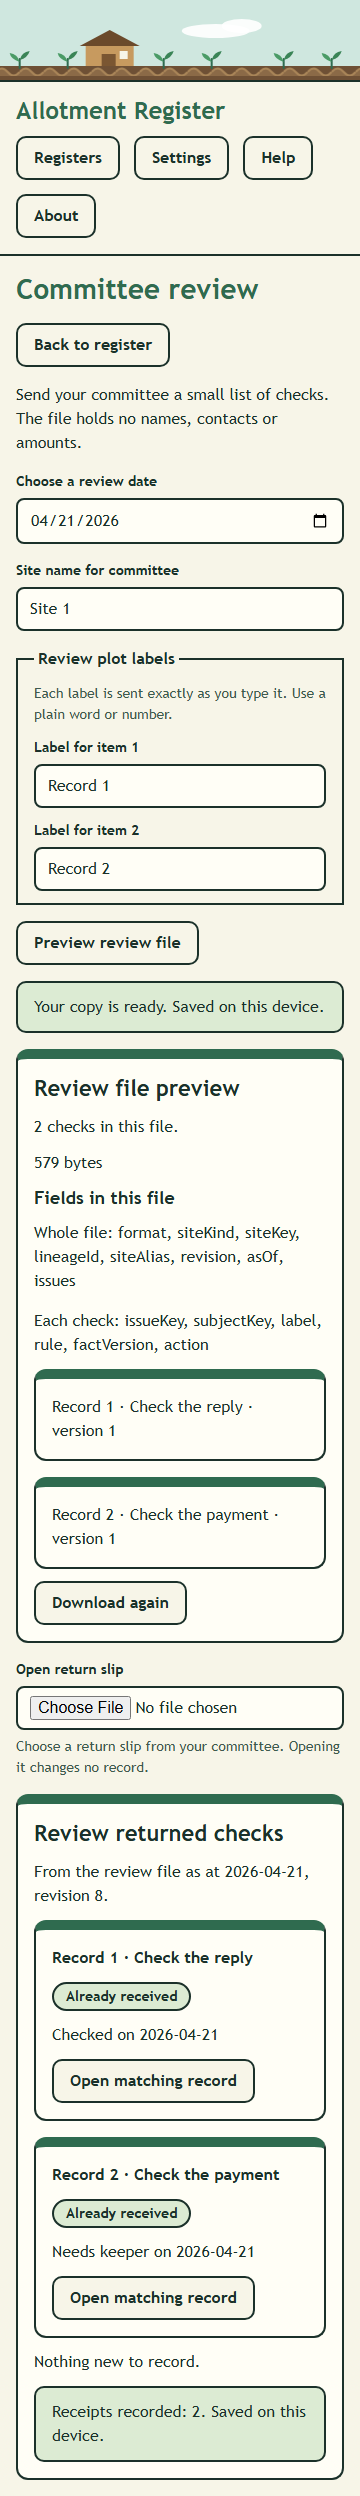 Allotment Register
Registers
Settings
Help
About
Committee review
Back to register
Send your committee a small list of checks.
The file holds no names, contacts or
amounts.
Choose a review date
04/21/2026
Site name for committee
Site 1
Review plot labels
Each label is sent exactly as you type it. Use a
plain word or number.
Label for item 1
Record 1
Label for item 2
Record 2
Preview review file
Your copy is ready. Saved on this device.
Review file preview
2 checks in this file.
579 bytes
Fields in this file
Whole file: format, siteKind, siteKey,
lineageId, siteAlias, revision, asOf,
issues
Each check: issueKey, subjectKey, label,
rule, factVersion, action
Record 1 · Check the reply ·
version 1
Record 2 · Check the payment ·
version 1
Download again
Open return slip
Choose File No file chosen
Choose a return slip from your committee. Opening
it changes no record.
Review returned checks
From the review file as at 2026-04-21,
revision 8.
Record 1 · Check the reply
Already received
Checked on 2026-04-21
Open matching record
Record 2 · Check the payment
Already received
Needs keeper on 2026-04-21
Open matching record
Nothing new to record.
Receipts recorded: 2. Saved on this
device.